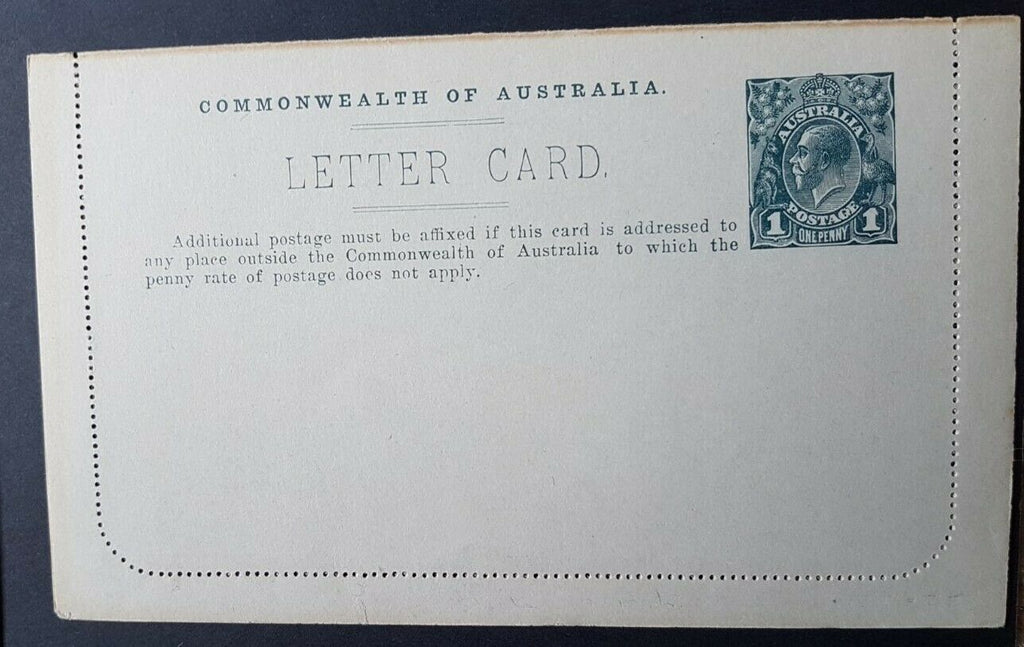 COMMONWEALTH OF AUSTRALIA.
LETTER CARD.
Additional postage must be affixed if this card is addressed to
any place outside the Commonwealth of Australia to which the
penny rate of postage does not apply.
AUSTRALIA
POSTAGE
1 ONE PENNY 1